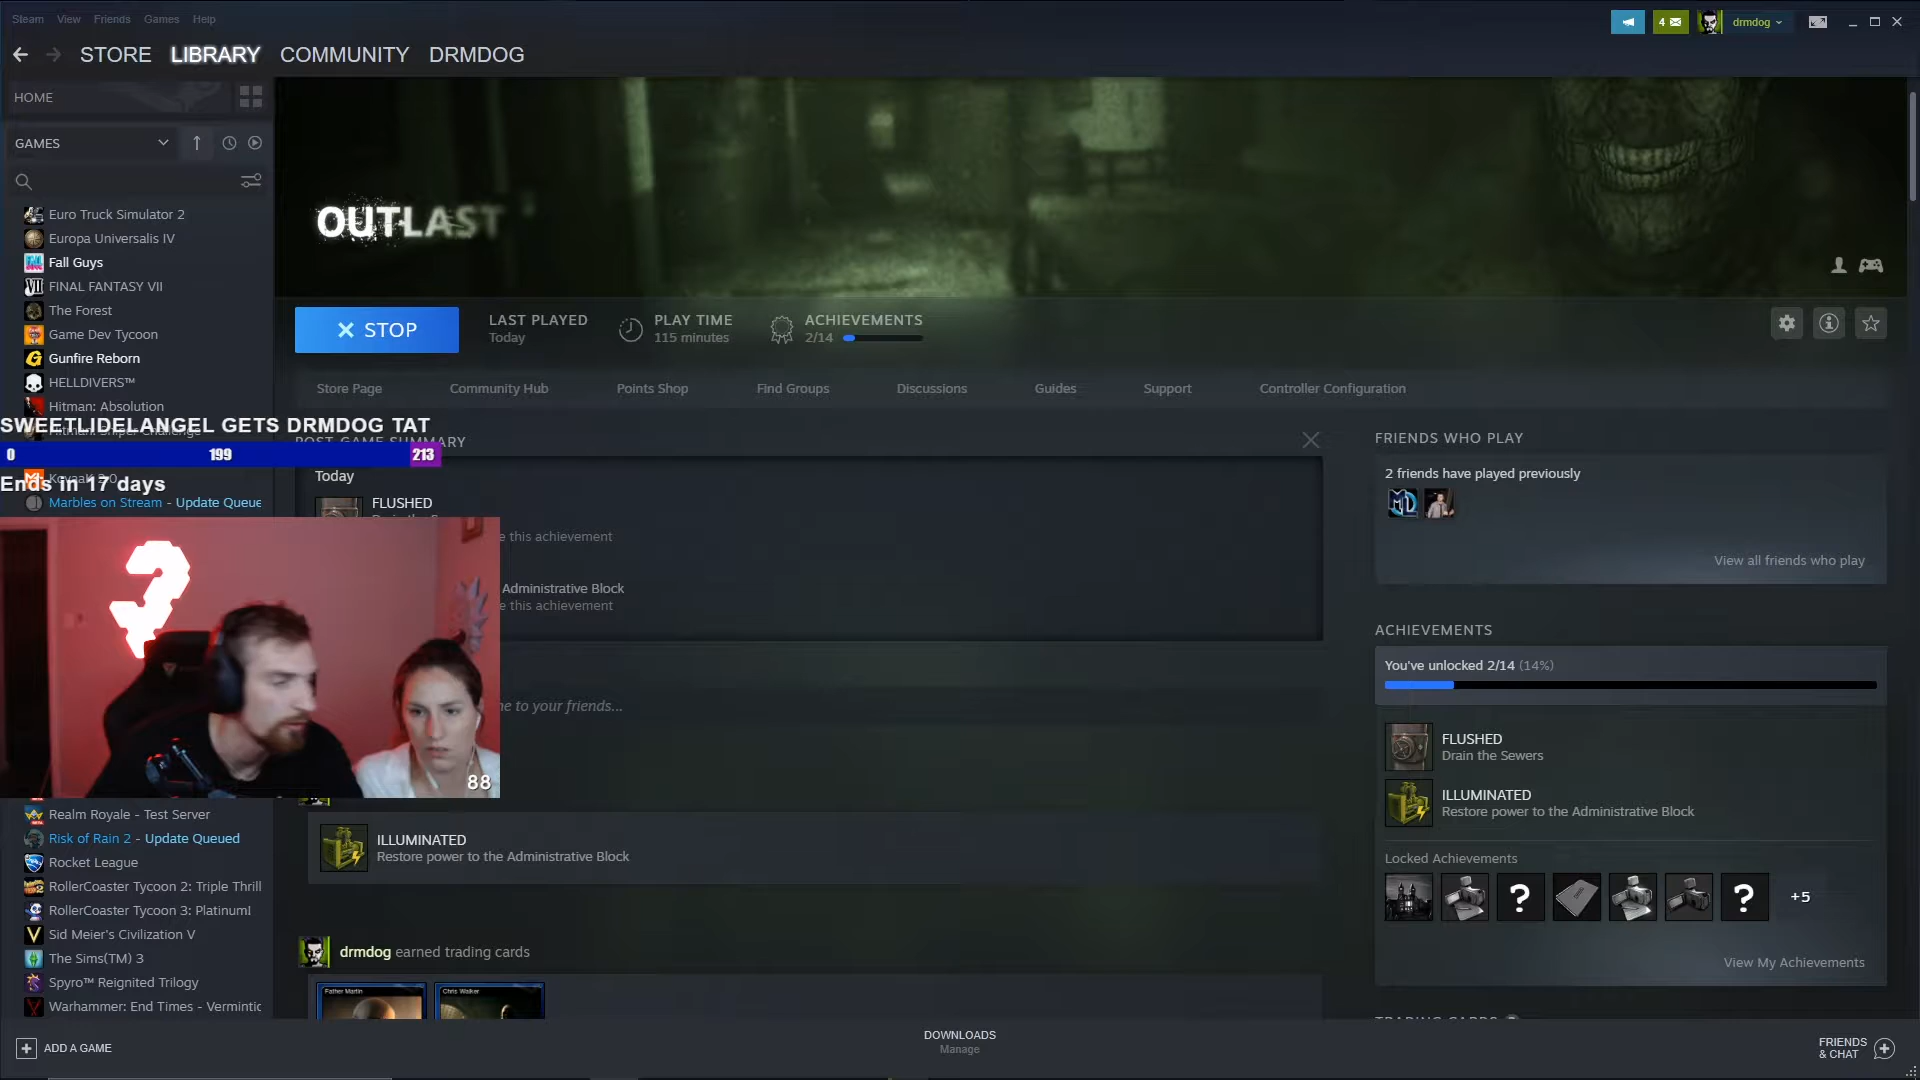 Steam View Friends Games Help
4
drmdog
STORE LIBRARY COMMUNITY DRMDOG
HOME
GAMES
Euro Truck Simulator 2
Europa Universalis IV
Fall Guys
FINAL FANTASY VII
The Forest
Game Dev Tycoon
Gunfire Reborn
HELLDIVERS™
Hitman: Absolution
SWEETLIDELANGEL GETS DRMDOG TAT
0 199 213
Ends in 17 days
Marbles on Stream - Update Queue
88
Realm Royale - Test Server
Risk of Rain 2 - Update Queued
Rocket League
RollerCoaster Tycoon 2: Triple Thrill
RollerCoaster Tycoon 3: Platinum!
Sid Meier's Civilization V
The Sims(TM) 3
Spyro™ Reignited Trilogy
Warhammer: End Times - Vermintic
ADD A GAME
OUTLAST
STOP
LAST PLAYED
Today
PLAY TIME
115 minutes
ACHIEVEMENTS
2/14
Store Page Community Hub Points Shop Find Groups Discussions Guides Support Controller Configuration
POST-GAME SUMMARY
Today
FLUSHED
e this achievement
Administrative Block
e this achievement
e to your friends...
ILLUMINATED
Restore power to the Administrative Block
drmdog earned trading cards
Father Martin
Chris Walker
FRIENDS WHO PLAY
2 friends have played previously
View all friends who play
ACHIEVEMENTS
You've unlocked 2/14 (14%)
FLUSHED
Drain the Sewers
ILLUMINATED
Restore power to the Administrative Block
Locked Achievements
? ? +5
View My Achievements
TRADING CARDS
DOWNLOADS
Manage
FRIENDS
& CHAT